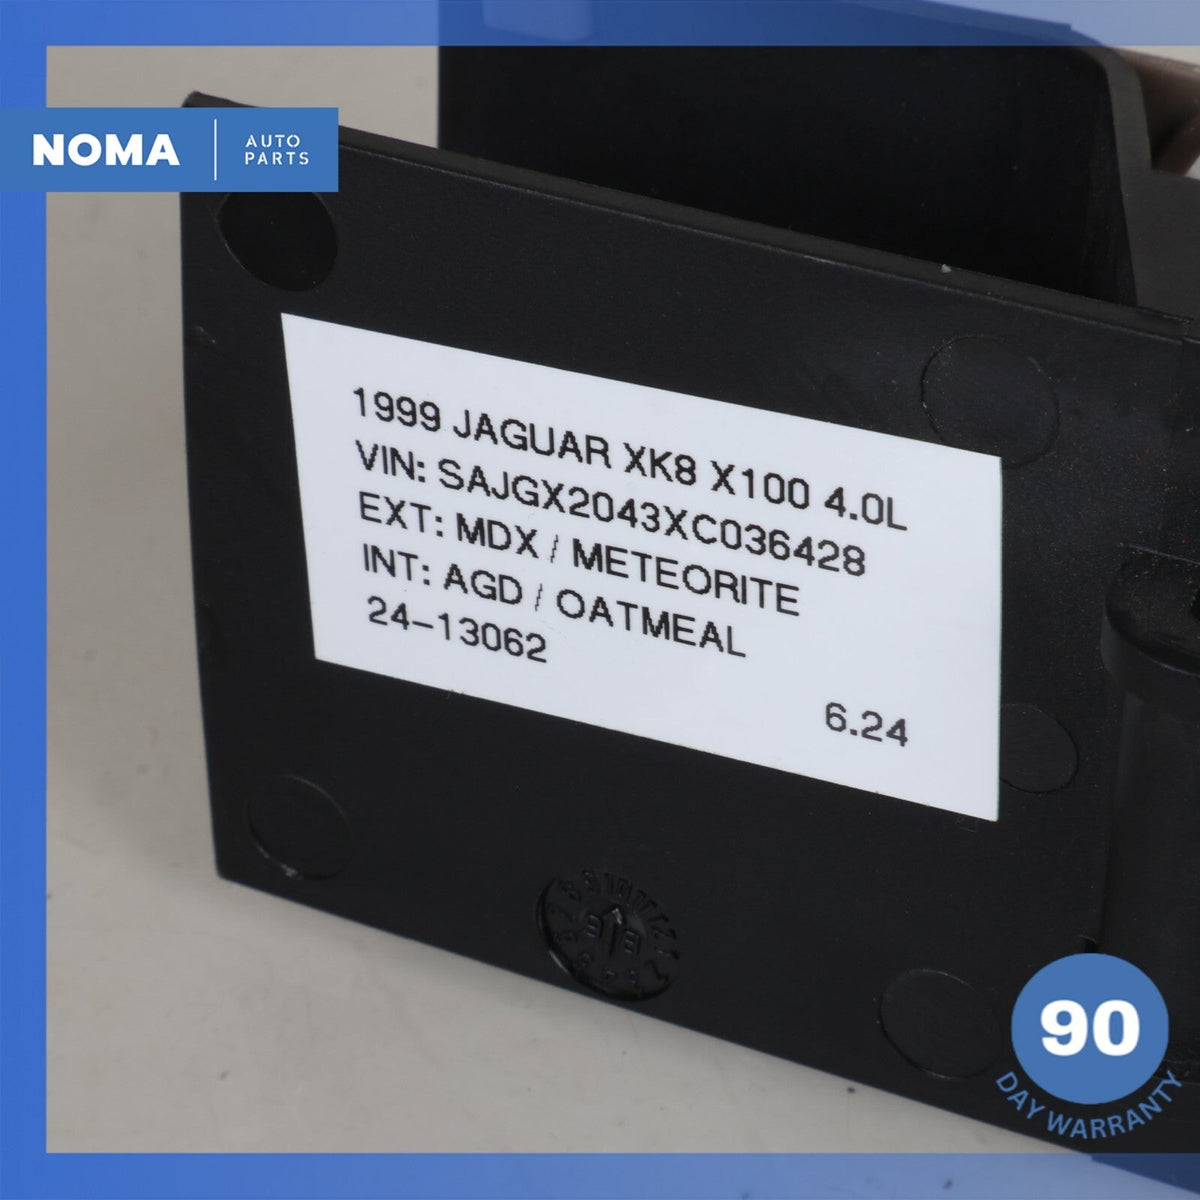 NOMA
AUTO
PARTS
1999 JAGUAR XK8 X100 4.0L
VIN: SAJGX2043XC036428
EXT: MDX / METEORITE
INT: AGD / OATMEAL
24-13062
6.24
90
DAY WARRANTY